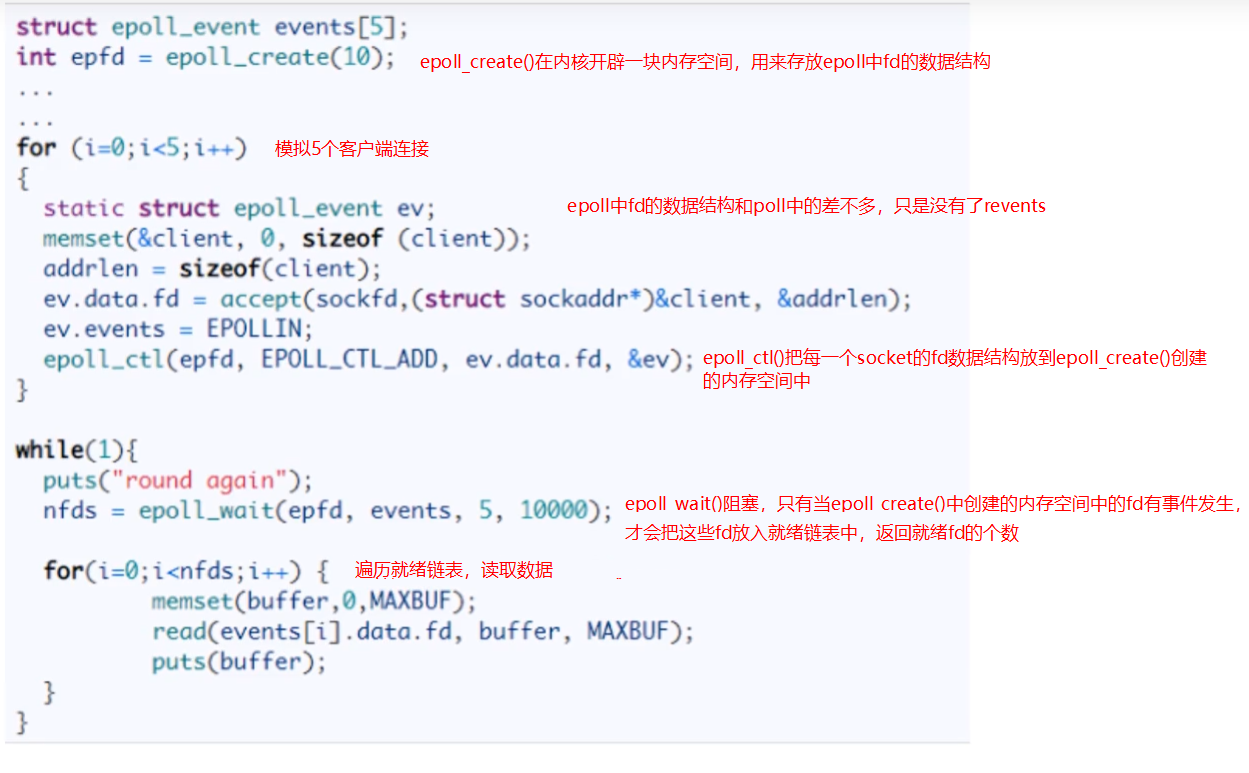 struct epoll_event events[5];
int epfd = epoll_create(10); epoll_create()在内核开辟一块内存空间，用来存放epoll中fd的数据结构
...
...
for (i=0;i<5;i++) 模拟5个客户端连接
{
static struct epoll_event ev; epoll中fd的数据结构和poll中的差不多，只是没有了revents
memset(&client, 0, sizeof (client));
addrlen = sizeof(client);
ev.data.fd = accept(sockfd,(struct sockaddr*)&client, &addrlen);
ev.events = EPOLLIN;
epoll_ctl(epfd, EPOLL_CTL_ADD, ev.data.fd, &ev); epoll_ctl()把每一个socket的fd数据结构放到epoll_create()创建
的内存空间中
}
while(1){
puts("round again");
nfds = epoll_wait(epfd, events, 5, 10000); epoll wait()阻塞，只有当epoll create()中创建的内存空间中的fd有事件发生，
才会把这些fd放入就绪链表中，返回就绪fd的个数
for(i=0;i<nfds;i++) { 遍历就绪链表，读取数据
memset(buffer,0,MAXBUF);
read(events[i].data.fd, buffer, MAXBUF);
puts(buffer);
}
}